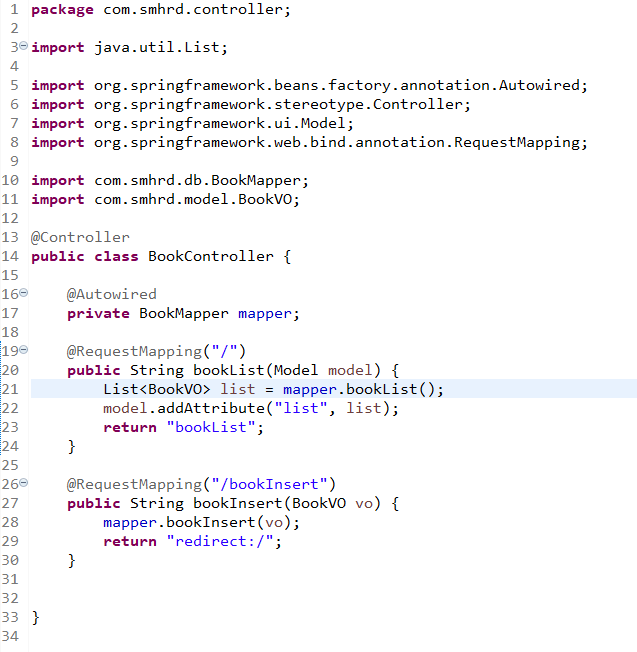 1 package com.smhrd.controller;
2
3 import java.util.List;
4
5 import org.springframework.beans.factory.annotation.Autowired;
6 import org.springframework.stereotype.Controller;
7 import org.springframework.ui.Model;
8 import org.springframework.web.bind.annotation.RequestMapping;
9
10 import com.smhrd.db.BookMapper;
11 import com.smhrd.model.BookVO;
12
13 @Controller
14 public class BookController {
15
16     @Autowired
17     private BookMapper mapper;
18
19     @RequestMapping("/")
20     public String bookList(Model model) {
21         List<BookVO> list = mapper.bookList();
22         model.addAttribute("list", list);
23         return "bookList";
24     }
25
26     @RequestMapping("/bookInsert")
27     public String bookInsert(BookVO vo) {
28         mapper.bookInsert(vo);
29         return "redirect:/";
30     }
31
32
33 }
34